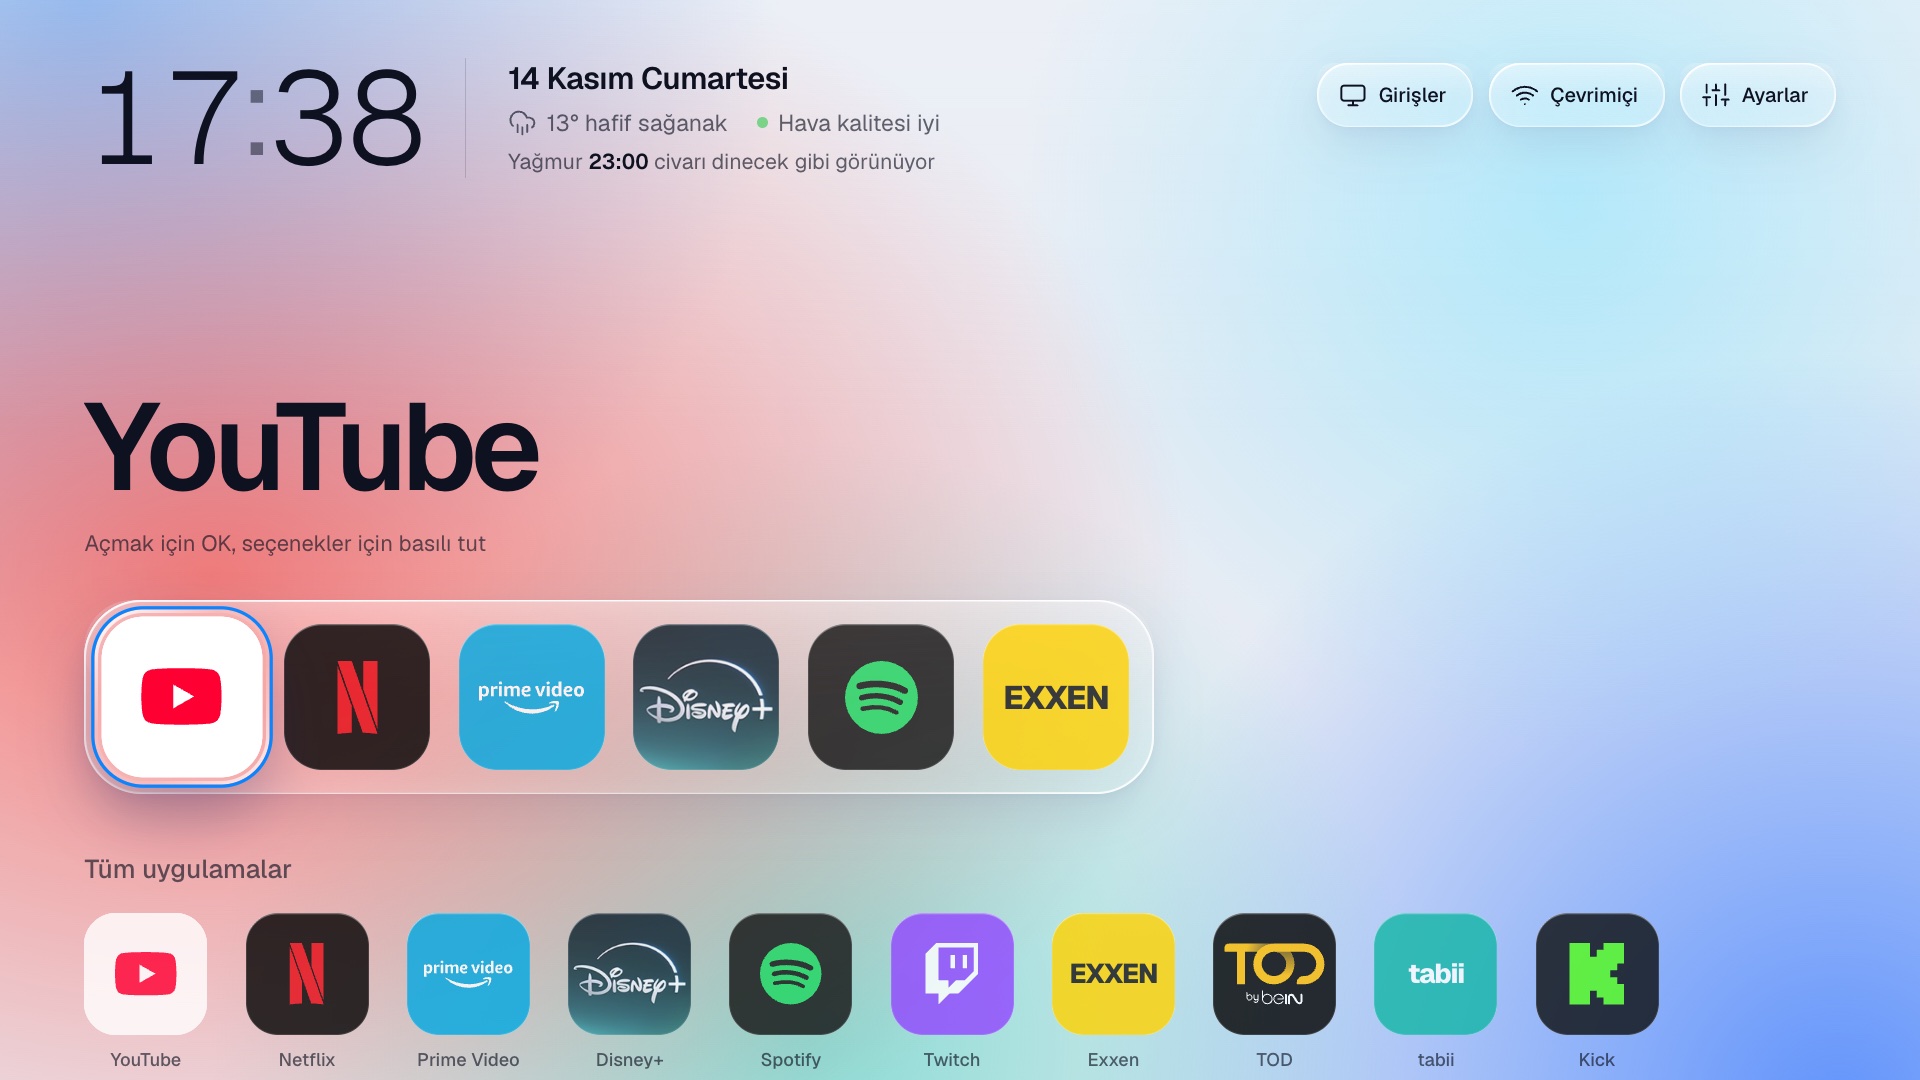 17:38
14 Kasım Cumartesi
13° hafif sağanak
Hava kalitesi iyi
Yağmur 23:00 civarı dinecek gibi görünüyor
Girişler
Çevrimiçi
Ayarlar
YouTube
Açmak için OK, seçenekler için basılı tut
N
prime video
Disney+
EXXEN
Tüm uygulamalar
N
prime video
Disney+
EXXEN
TOD
by beIN
tabii
K
YouTube
Netflix
Prime Video
Disney+
Spotify
Twitch
Exxen
TOD
tabii
Kick